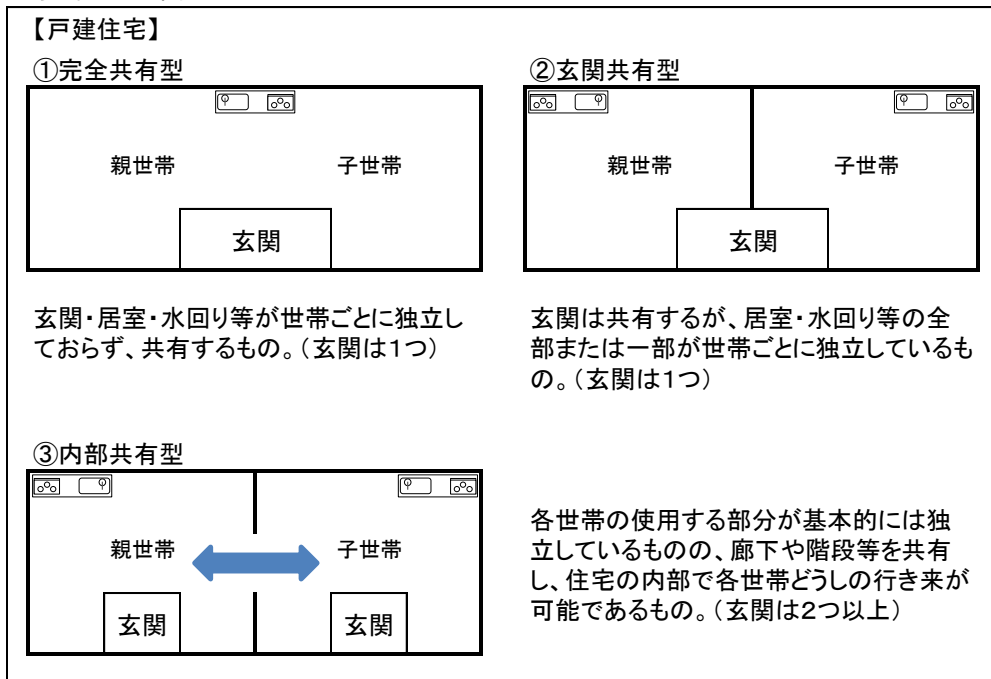 【戸建住宅】
①完全共有型
親世帯
子世帯
玄関
玄関・居室・水回り等が世帯ごとに独立し
ておらず、共有するもの。(玄関は1つ)
②玄関共有型
親世帯
子世帯
玄関
玄関は共有するが、居室・水回り等の全
部または一部が世帯ごとに独立しているも
の。(玄関は1つ)
③内部共有型
親世帯
子世帯
玄関
玄関
各世帯の使用する部分が基本的には独
立しているものの、廊下や階段等を共有
し、住宅の内部で各世帯どうしの行き来が
可能であるもの。(玄関は2つ以上)